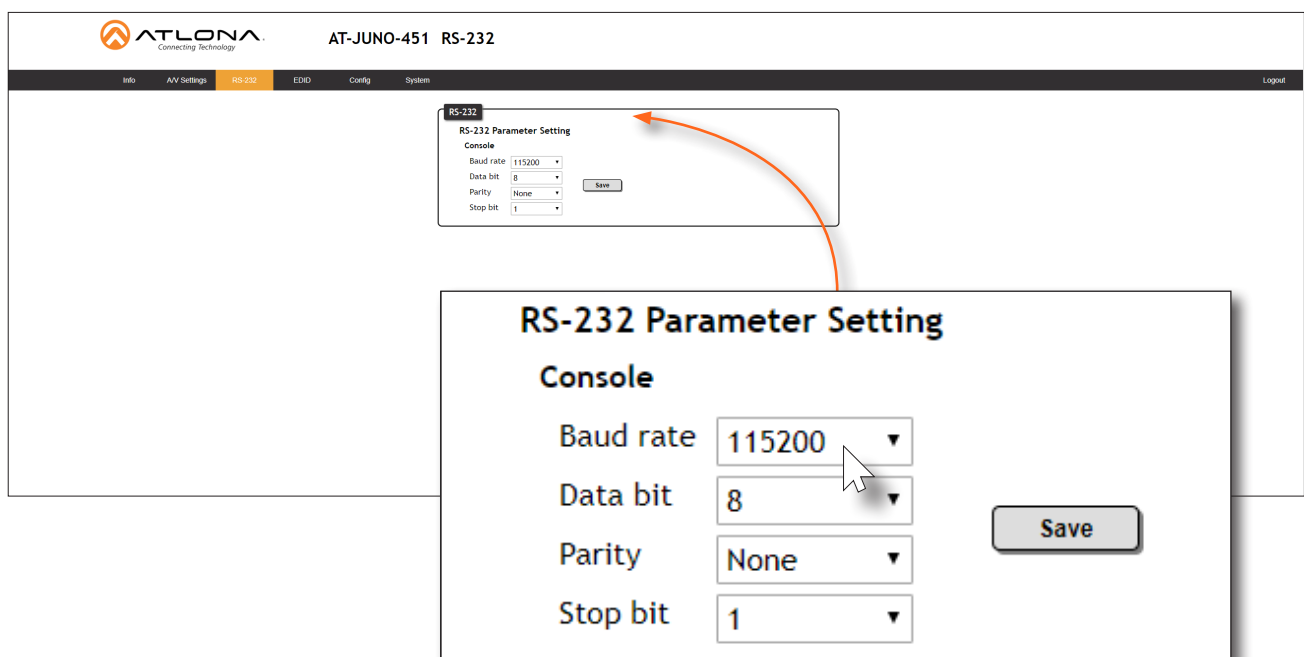 ATLONA.
Connecting Technology
AT-JUNO-451 RS-232
Info A/V Settings RS-232 EDID Config System Logout
RS-232
RS-232 Parameter Setting
Console
Baud rate 115200
Data bit 8
Parity None
Stop bit 1
Save
RS-232 Parameter Setting
Console
Baud rate 115200
Data bit 8
Parity None
Stop bit 1
Save